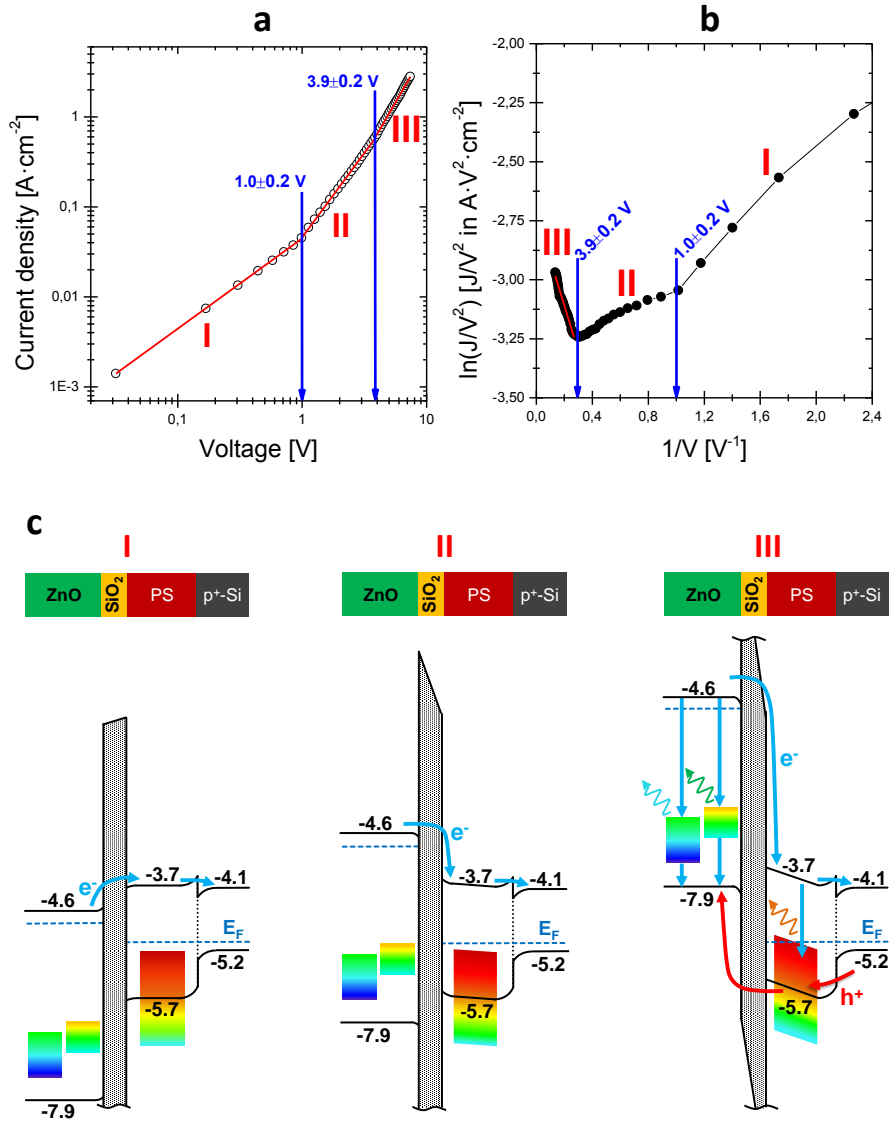 a
Current density [A·cm⁻²]
1
0,1
0,01
1E-3
0,1
1
10
Voltage [V]
3.9±0.2 V
1.0±0.2 V
I
II
III
b
ln(J/V²) [J/V² in A·V²·cm⁻²]
-2,00
-2,25
-2,50
-2,75
-3,00
-3,25
-3,50
0,0
0,4
0,8
1,2
1,6
2,0
2,4
1/V [V⁻¹]
III
3.9±0.2 V
II
1.0±0.2 V
I
c
I
ZnO
SiO₂
PS
p⁺-Si
-4.6
e⁻
-3.7
-4.1
E_F
-5.2
-5.7
-7.9
II
ZnO
SiO₂
PS
p⁺-Si
-4.6
e⁻
-3.7
-4.1
E_F
-5.2
-5.7
-7.9
III
ZnO
SiO₂
PS
p⁺-Si
-4.6
e⁻
-3.7
-4.1
-7.9
E_F
-5.2
h⁺
-5.7